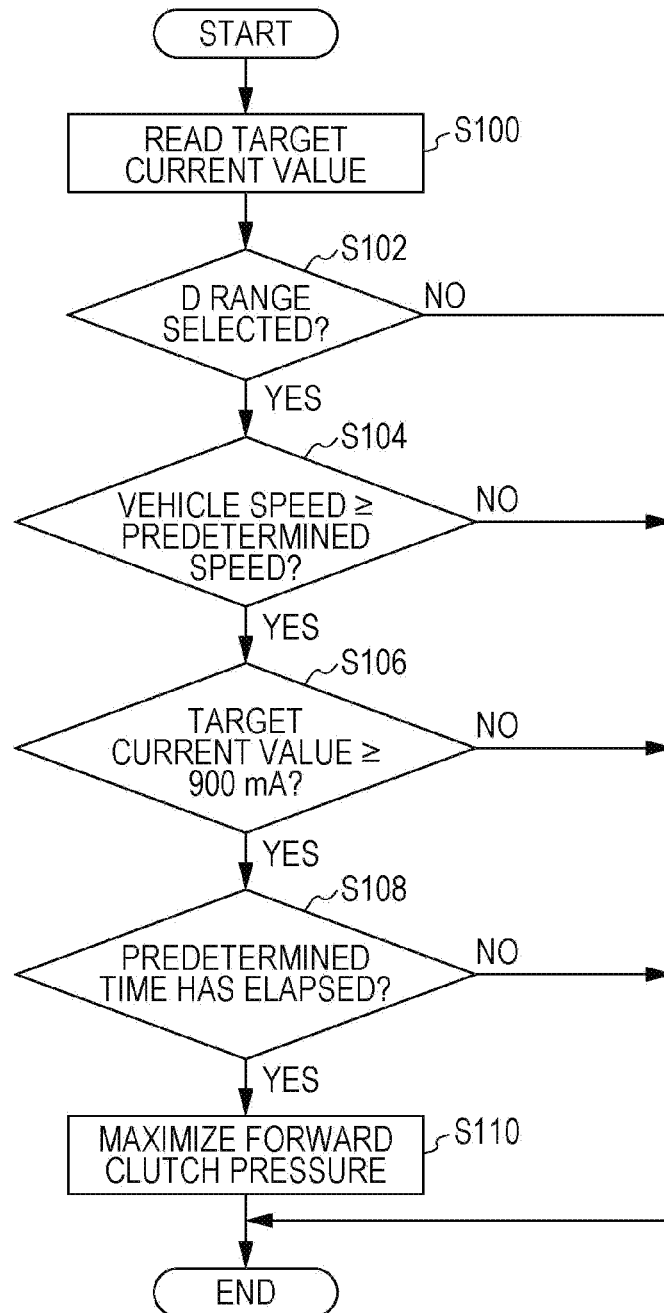 START
READ TARGET
CURRENT VALUE
S100
S102
D RANGE
SELECTED?
NO
YES
S104
VEHICLE SPEED ≥
PREDETERMINED
SPEED?
NO
YES
S106
TARGET
CURRENT VALUE ≥
900 mA?
NO
YES
S108
PREDETERMINED
TIME HAS ELAPSED?
NO
YES
MAXIMIZE FORWARD
CLUTCH PRESSURE
S110
END